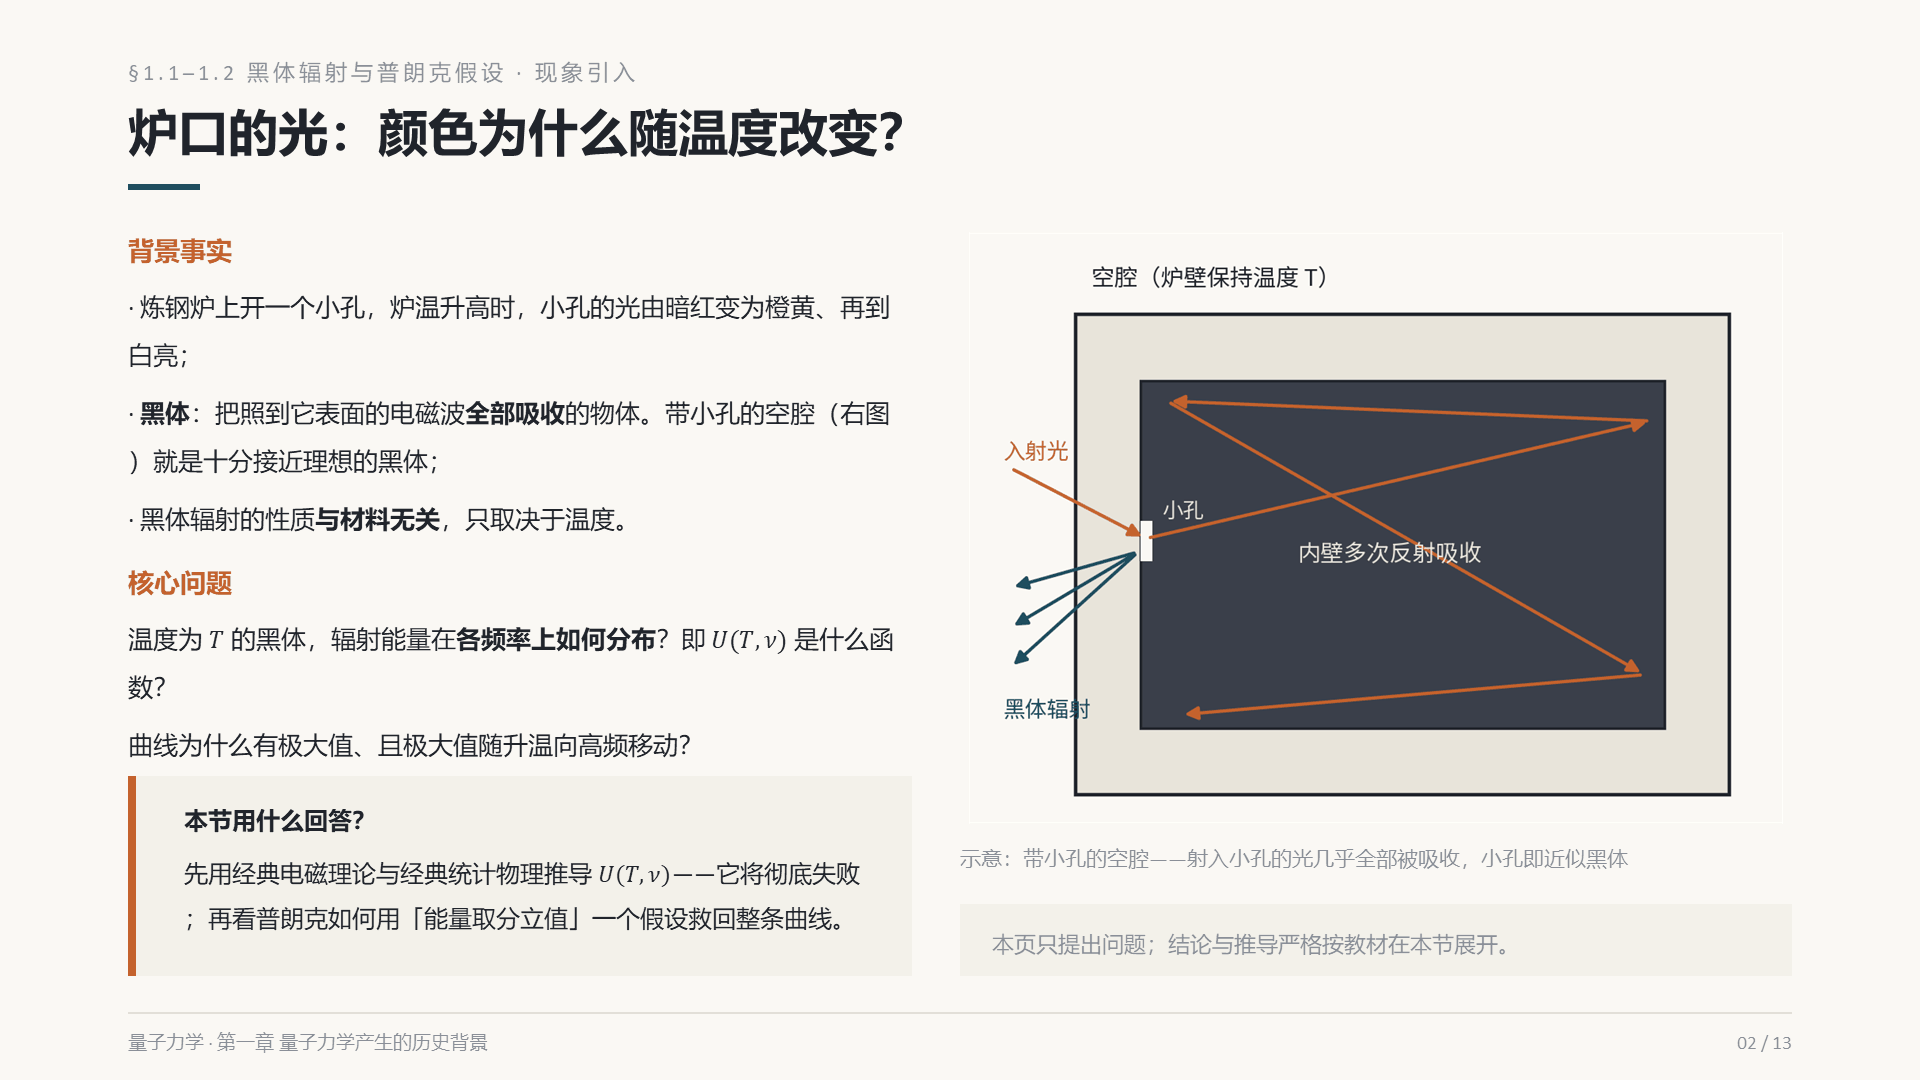 §1.1–1.2 黑体辐射与普朗克假设 · 现象引入
炉口的光：颜色为什么随温度改变？
背景事实
· 炼钢炉上开一个小孔，炉温升高时，小孔的光由暗红变为橙黄、再到
白亮；
· 黑体：把照到它表面的电磁波全部吸收的物体。带小孔的空腔（右图
）就是十分接近理想的黑体；
· 黑体辐射的性质与材料无关，只取决于温度。
核心问题
温度为 T 的黑体，辐射能量在各频率上如何分布？即 U(T, ν) 是什么函
数？
曲线为什么有极大值、且极大值随升温向高频移动？
本节用什么回答？
先用经典电磁理论与经典统计物理推导 U(T, ν)——它将彻底失败
；再看普朗克如何用「能量取分立值」一个假设救回整条曲线。
空腔（炉壁保持温度 T）
入射光
小孔
内壁多次反射吸收
黑体辐射
示意：带小孔的空腔——射入小孔的光几乎全部被吸收，小孔即近似黑体
本页只提出问题；结论与推导严格按教材在本节展开。
量子力学 · 第一章 量子力学产生的历史背景
02 / 13